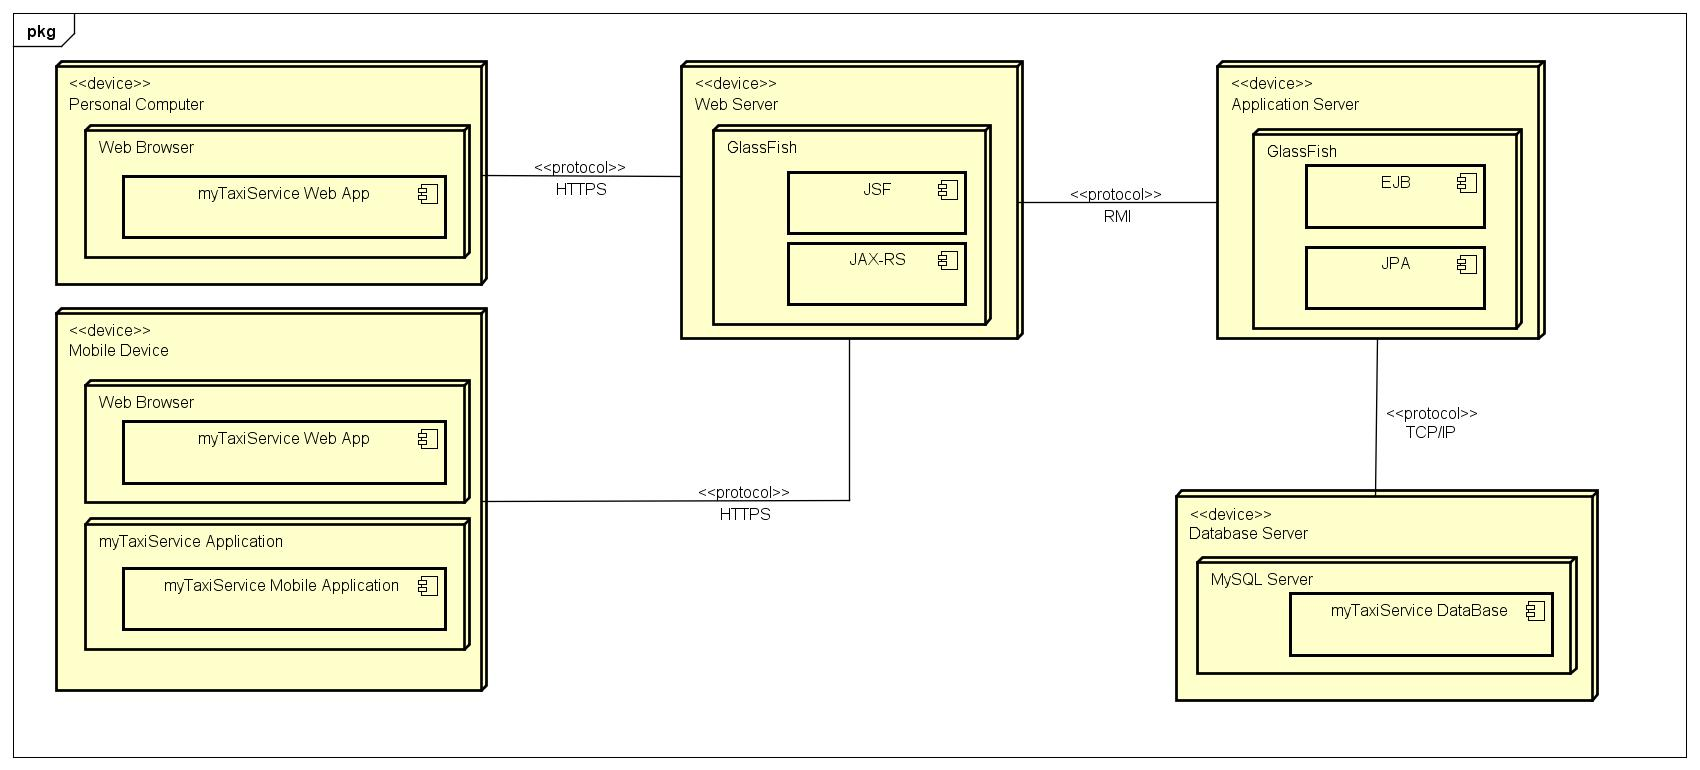 pkg
<<device>>
Personal Computer
Web Browser
myTaxiService Web App
<<protocol>>
HTTPS
<<device>>
Web Server
GlassFish
JSF
JAX-RS
<<protocol>>
RMI
<<device>>
Application Server
GlassFish
EJB
JPA
<<device>>
Mobile Device
Web Browser
myTaxiService Web App
myTaxiService Application
myTaxiService Mobile Application
<<protocol>>
HTTPS
<<protocol>>
TCP/IP
<<device>>
Database Server
MySQL Server
myTaxiService DataBase